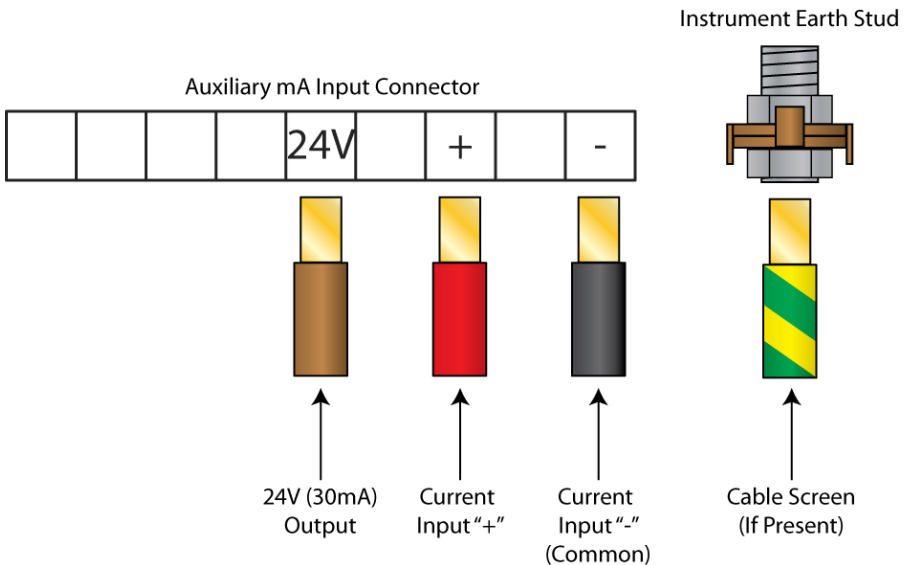 Instrument Earth Stud
Auxiliary mA Input Connector
24V + -
24V (30mA)
Output
Current
Input “+”
Current
Input “-”
(Common)
Cable Screen
(If Present)